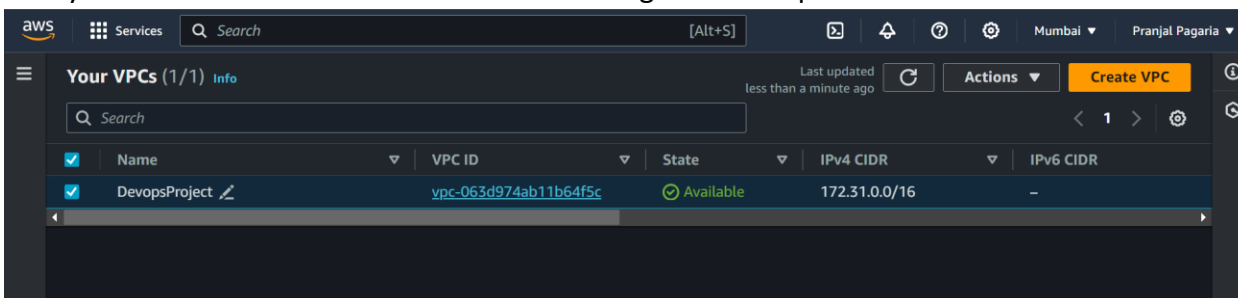 aws Services Search [Alt+S] Mumbai ▼ Pranjal Pagaria ▼
Your VPCs (1/1) Info Last updated less than a minute ago Actions ▼ Create VPC
Search 1
Name VPC ID State IPv4 CIDR IPv6 CIDR
DevopsProject vpc-063d974ab11b64f5c Available 172.31.0.0/16 –